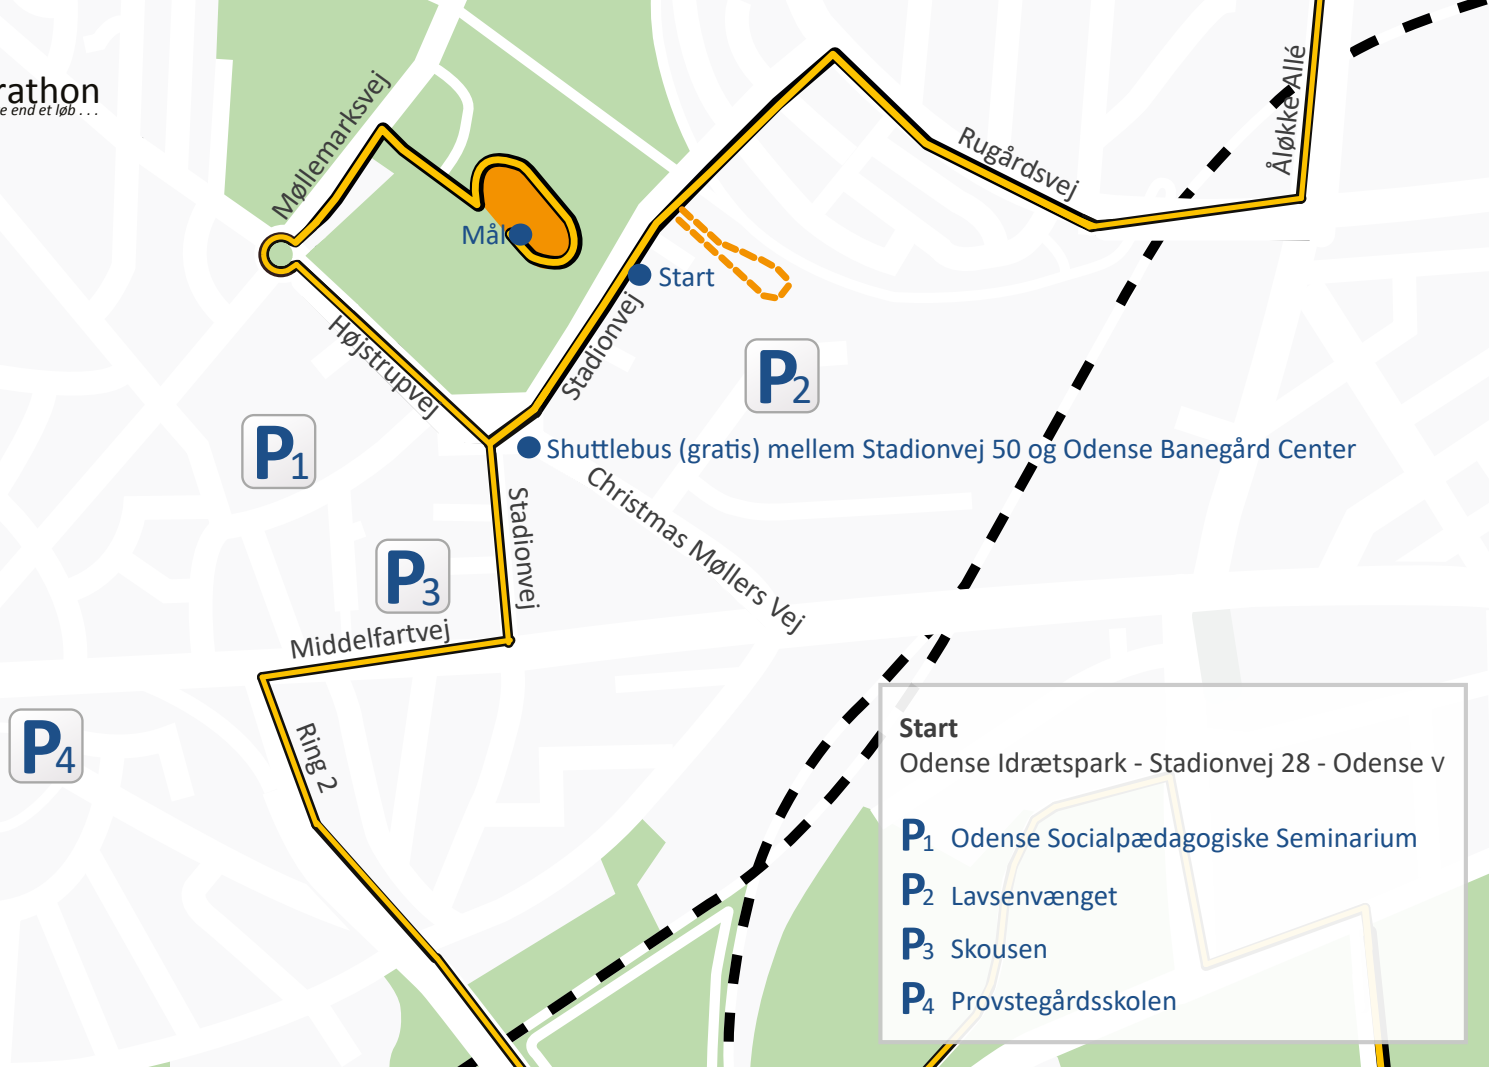 rathon
e end et løb . . .
Møllemarksvej
Rugårdsvej
Åløkke Allé
Mål
Start
Stadionvej
Højstrupvej
P2
P1
Shuttlebus (gratis) mellem Stadionvej 50 og Odense Banegård Center
Christmas Møllers Vej
Stadionvej
P3
Middelfartvej
Ring 2
P4
Start
Odense Idrætspark - Stadionvej 28 - Odense V
P1 Odense Socialpædagogiske Seminarium
P2 Lavsenvænget
P3 Skousen
P4 Provstegårdsskolen